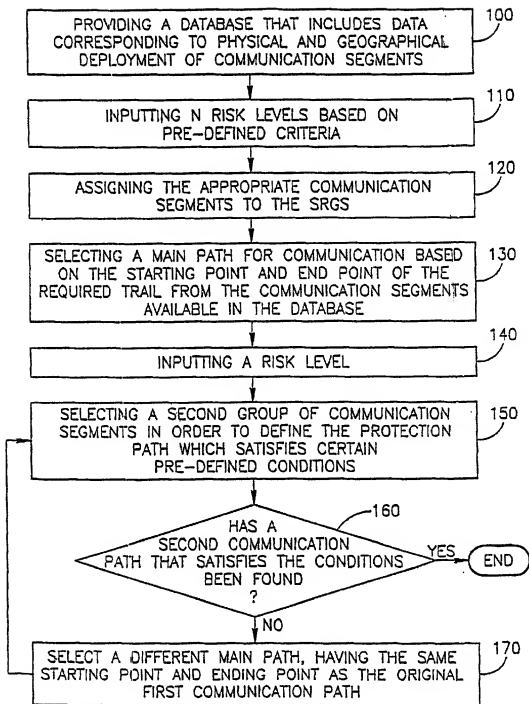 PROVIDING A DATABASE THAT INCLUDES DATA
CORRESPONDING TO PHYSICAL AND GEOGRAPHICAL
DEPLOYMENT OF COMMUNICATION SEGMENTS
100
INPUTTING N RISK LEVELS BASED ON
PRE-DEFINED CRITERIA
110
ASSIGNING THE APPROPRIATE COMMUNICATION
SEGMENTS TO THE SRGS
120
SELECTING A MAIN PATH FOR COMMUNICATION BASED
ON THE STARTING POINT AND END POINT OF THE
REQUIRED TRAIL FROM THE COMMUNICATION SEGMENTS
AVAILABLE IN THE DATABASE
130
INPUTTING A RISK LEVEL
140
SELECTING A SECOND GROUP OF COMMUNICATION
SEGMENTS IN ORDER TO DEFINE THE PROTECTION
PATH WHICH SATISFIES CERTAIN
PRE-DEFINED CONDITIONS
150
HAS A
SECOND COMMUNICATION
PATH THAT SATISFIES THE CONDITIONS
BEEN FOUND
?
160
YES
END
NO
SELECT A DIFFERENT MAIN PATH, HAVING THE SAME
STARTING POINT AND ENDING POINT AS THE ORIGINAL
FIRST COMMUNICATION PATH
170